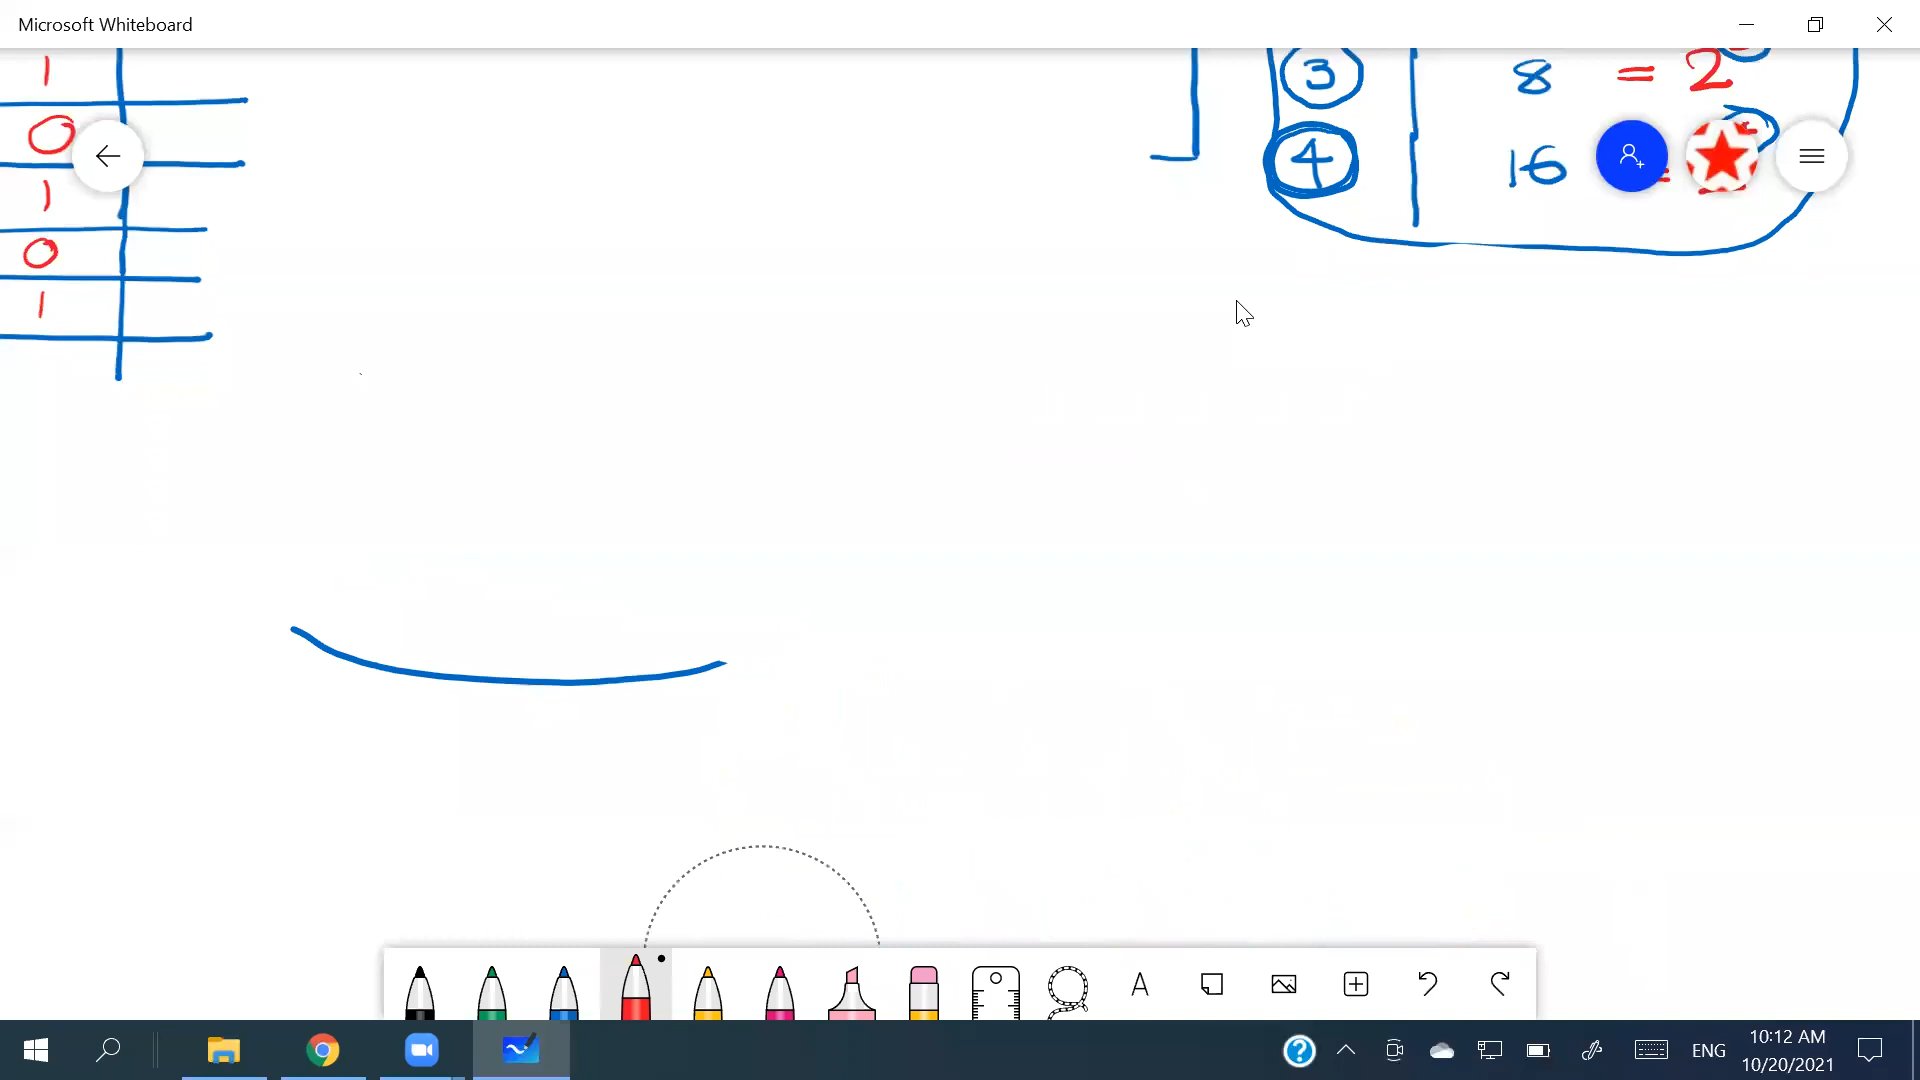 Microsoft Whiteboard
1
0
1
0
1
3 8 = 2
4 16
A
?
ENG
10:12 AM
10/20/2021